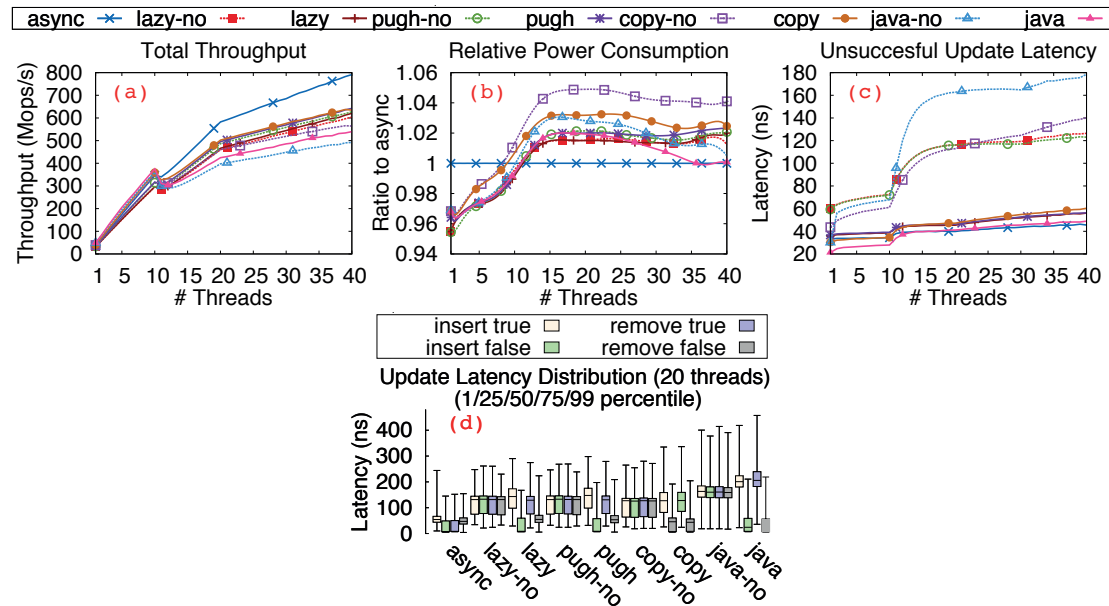 async lazy-no lazy pugh-no pugh copy-no copy java-no java
Total Throughput
Throughput (Mops/s)
800
700
600
500
400
300
200
100
0
(a)
1 5 10 15 20 25 30 35 40
# Threads
Relative Power Consumption
Ratio to async
1.06
1.04
1.02
1
0.98
0.96
0.94
(b)
1 5 10 15 20 25 30 35 40
# Threads
Unsuccesful Update Latency
Latency (ns)
180
160
140
120
100
80
60
40
20
(c)
1 5 10 15 20 25 30 35 40
# Threads
insert true remove true
insert false remove false
Update Latency Distribution (20 threads)
(1/25/50/75/99 percentile)
Latency (ns)
400
300
200
100
0
(d)
async lazy-no lazy pugh-no pugh copy-no copy java-no java